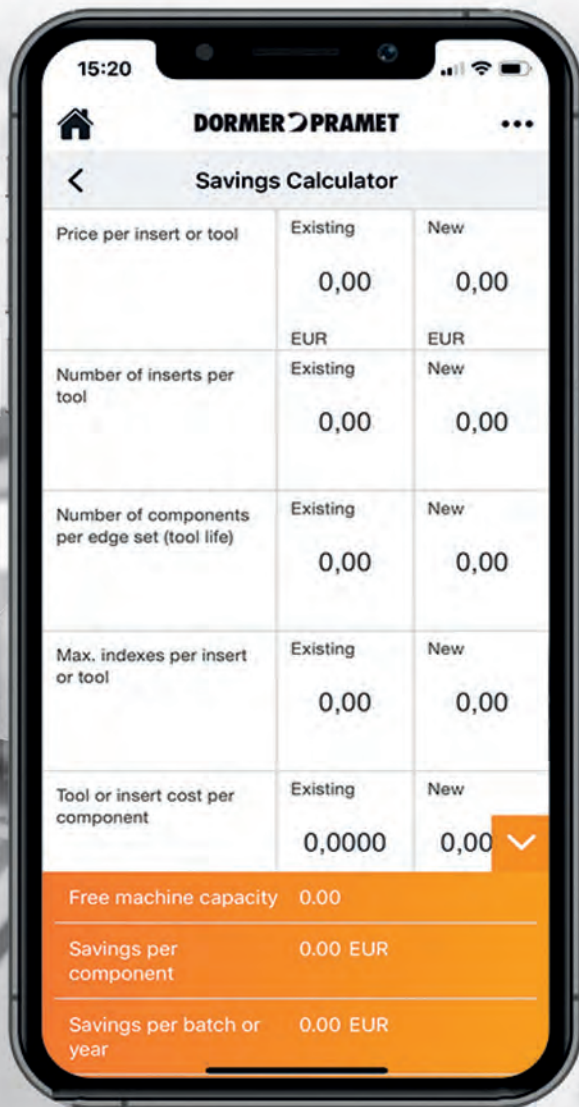 15:20
DORMER PRAMET
Savings Calculator
Price per insert or tool
Existing
New
0,00
0,00
EUR
EUR
Number of inserts per
tool
Existing
New
0,00
0,00
Number of components
per edge set (tool life)
Existing
New
0,00
0,00
Max. indexes per insert
or tool
Existing
New
0,00
0,00
Tool or insert cost per
component
Existing
New
0,0000
0,00
Free machine capacity 0.00
Savings per
component
0.00 EUR
Savings per batch or
year
0.00 EUR